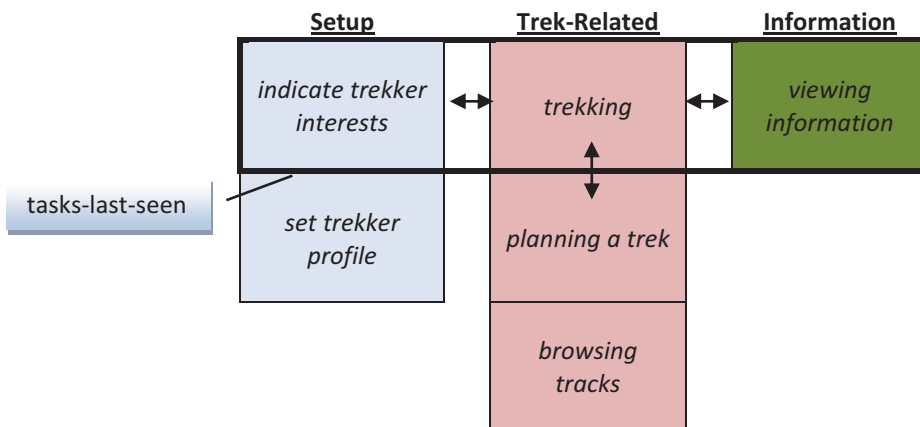 Setup
Trek-Related
Information
indicate trekker
interests
trekking
viewing
information
tasks-last-seen
set trekker
profile
planning a trek
browsing
tracks